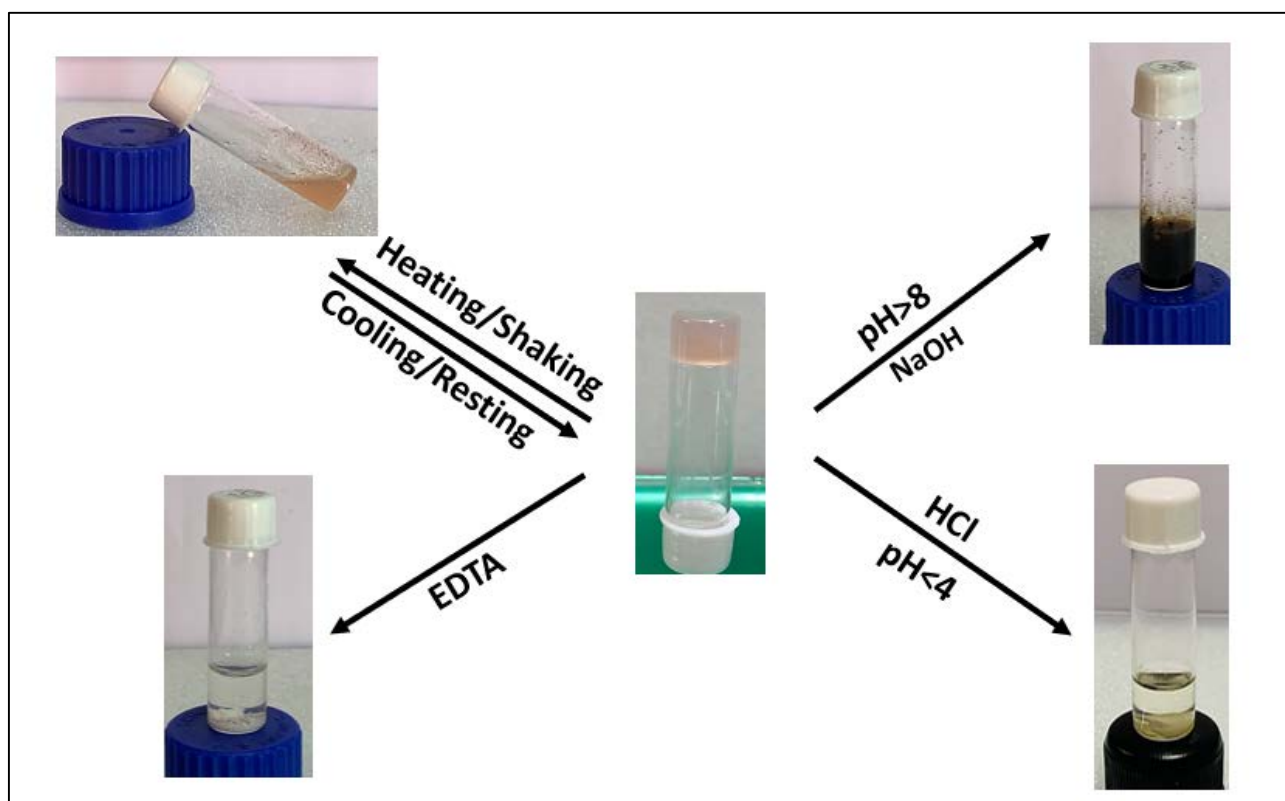 Heating/Shaking
Cooling/Resting
pH>8
NaOH
EDTA
HCl
pH<4